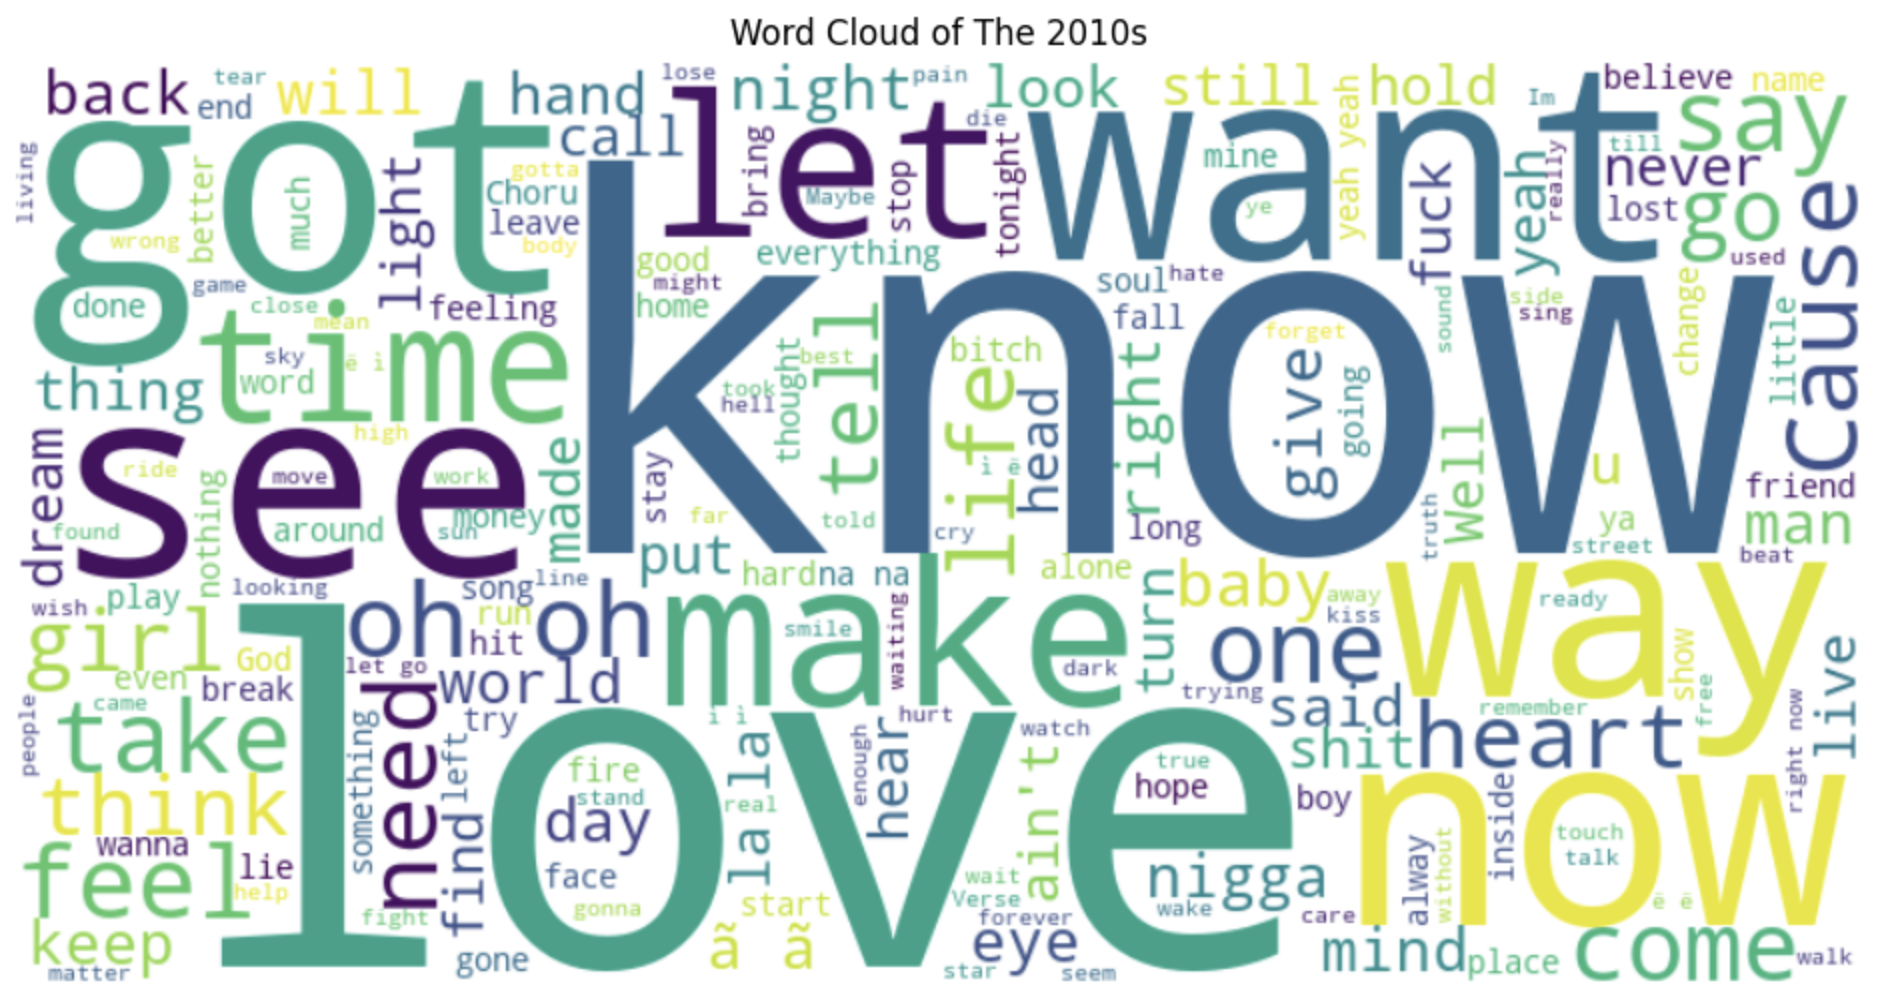 Word Cloud of The 2010s
back
tear
end
will
hand
call
lose
night
pain
look
still
yeah yeah
hold
Im
believe
name
say
got
let
want
know
living
wrong
better
much
light
gotta
Choru
leave
body
bring
Maybe
stop
die
tonight
mine
ye
fuck
yeah
really
till
never
lost
go
used
Cause
everything
good
might
home
soul
hate
fall
done
game
close
mean
feeling
time
sky
word
ē ì
thing
high
see
dream
ride
move
work
found
nothing
around
sun
money
made
stay
far
took
hell
thought
best
tell
told
bitch
life
ì ē
head
cry
right
long
forget
give
going
sound
side
sing
change
little
truth
Well
u
ya
street
friend
man
beat
put
hard
na na
alone
looking
song
line
wish
play
girl
even
God
break
oh oh
run
hit
let go
world
try
make
smile
waiting
dark
turn
baby
away
kiss
one
way
ready
trying
show
free
live
said
remember
heart
shit
right now
people
came
take
think
wanna
feel
lie
help
keep
matter
something
need
left
find
fight
gone
love
fire
stand
day
face
gonna
ì ì
la la
real
start
ã ã
enough
hear
hurt
watch
ain't
wait
Verse
forever
eye
star
seem
true
hope
nigga
wake
boy
care
now
alway
without
inside
touch
talk
ē ē
mind
place
come
walk